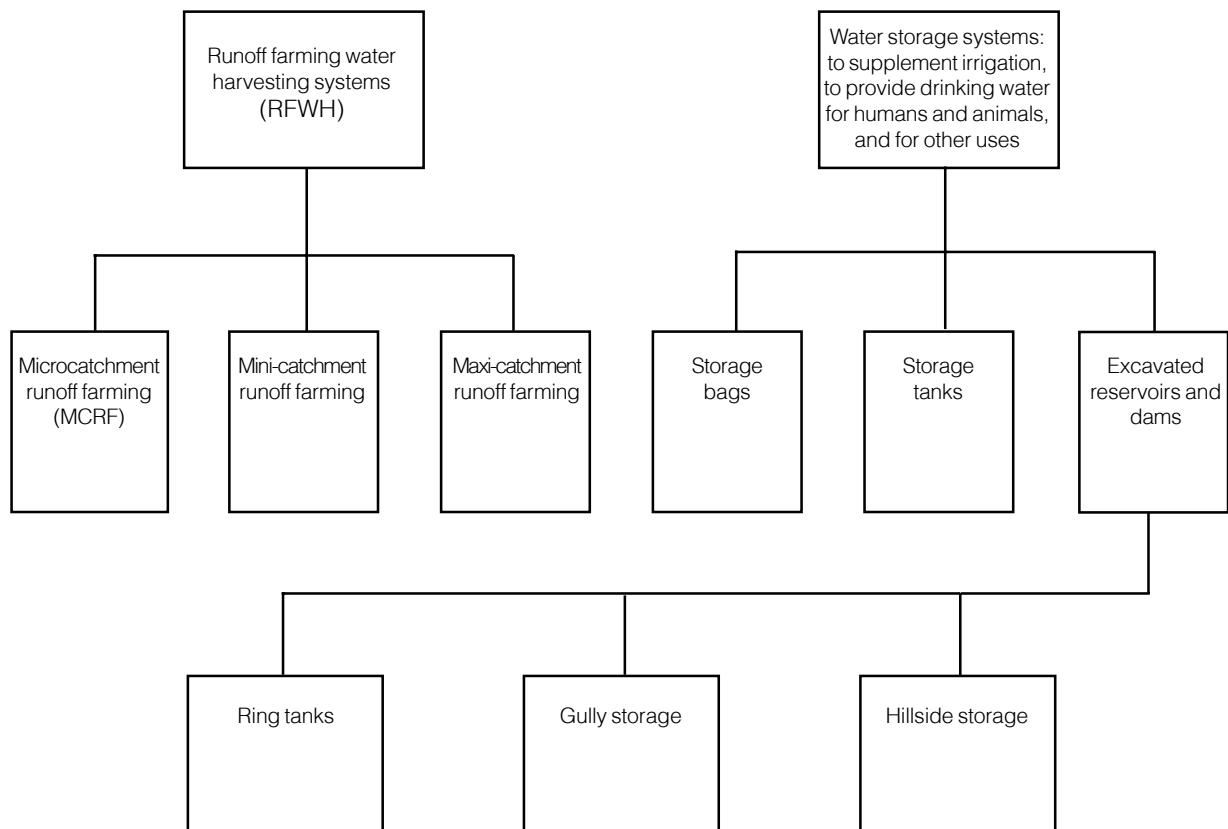 Runoff farming water
harvesting systems
(RFWH)
Water storage systems:
to supplement irrigation,
to provide drinking water
for humans and animals,
and for other uses
Microcatchment
runoff farming
(MCRF)
Mini-catchment
runoff farming
Maxi-catchment
runoff farming
Storage
bags
Storage
tanks
Excavated
reservoirs and
dams
Ring tanks
Gully storage
Hillside storage